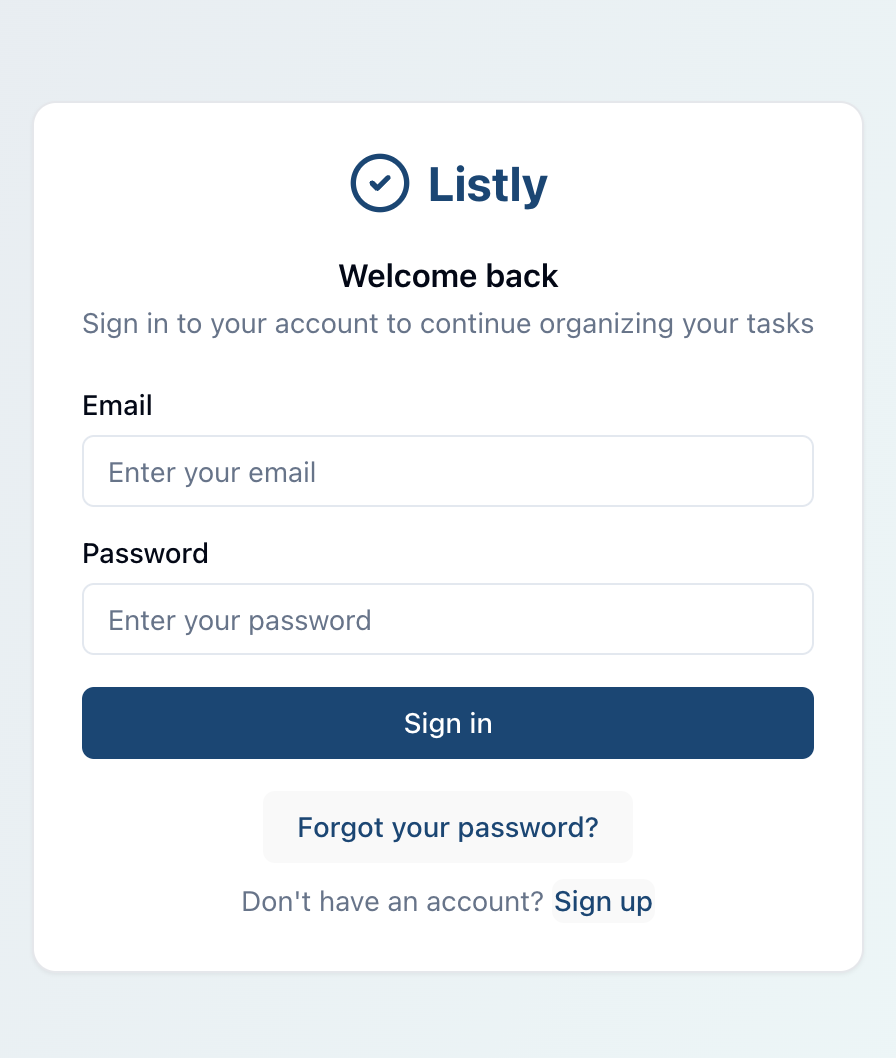 Listly
Welcome back
Sign in to your account to continue organizing your tasks
Email
Enter your email
Password
Enter your password
Sign in
Forgot your password?
Don't have an account? Sign up